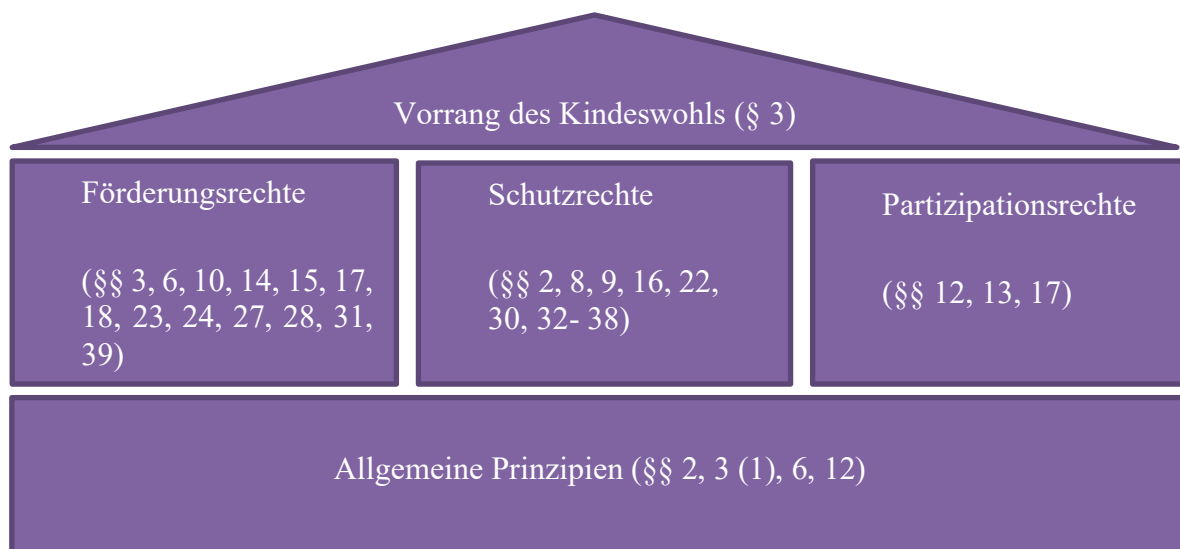 Vorrang des Kindeswohls (§ 3)
Förderungsrechte
(§§ 3, 6, 10, 14, 15, 17,
18, 23, 24, 27, 28, 31,
39)
Schutzrechte
(§§ 2, 8, 9, 16, 22,
30, 32- 38)
Partizipationsrechte
(§§ 12, 13, 17)
Allgemeine Prinzipien (§§ 2, 3 (1), 6, 12)